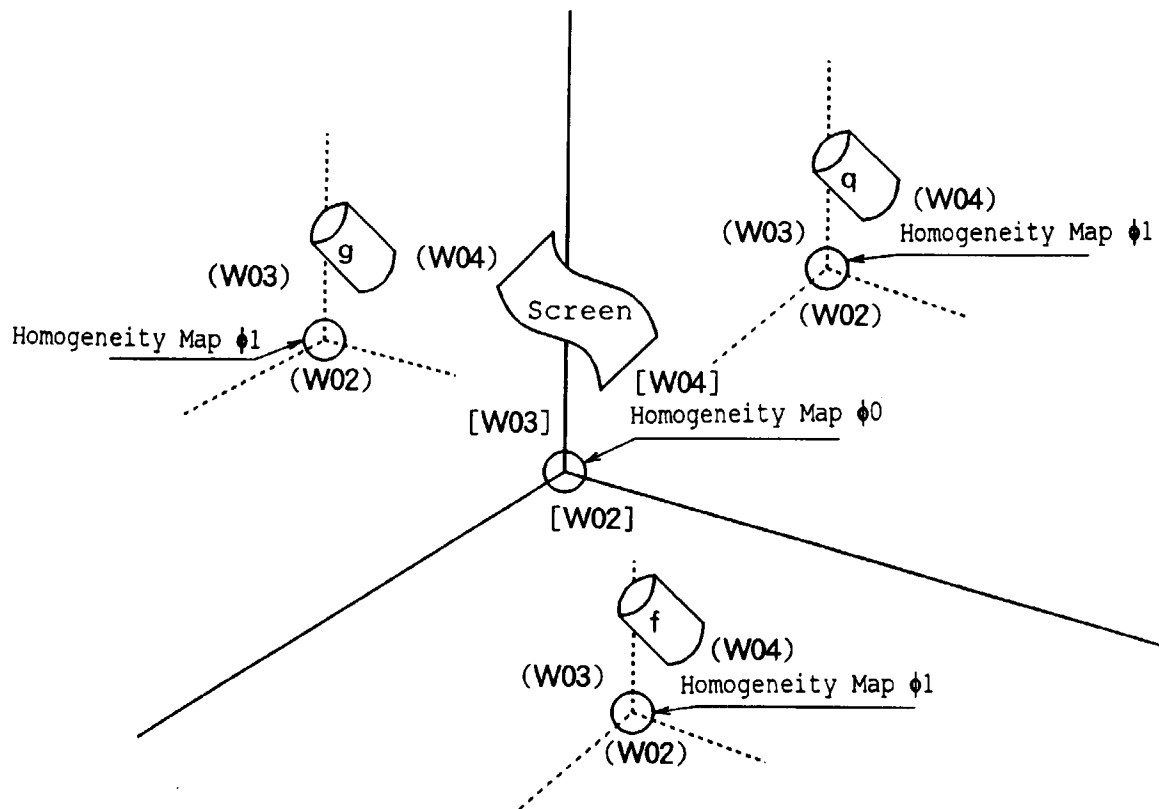 q
(W04)
(W03)
Homogeneity Map ϕ1
(W02)
g
(W04)
(W03)
Homogeneity Map ϕ1
(W02)
Screen
[W04]
[W03]
Homogeneity Map ϕ0
[W02]
f
(W04)
(W03)
Homogeneity Map ϕ1
(W02)